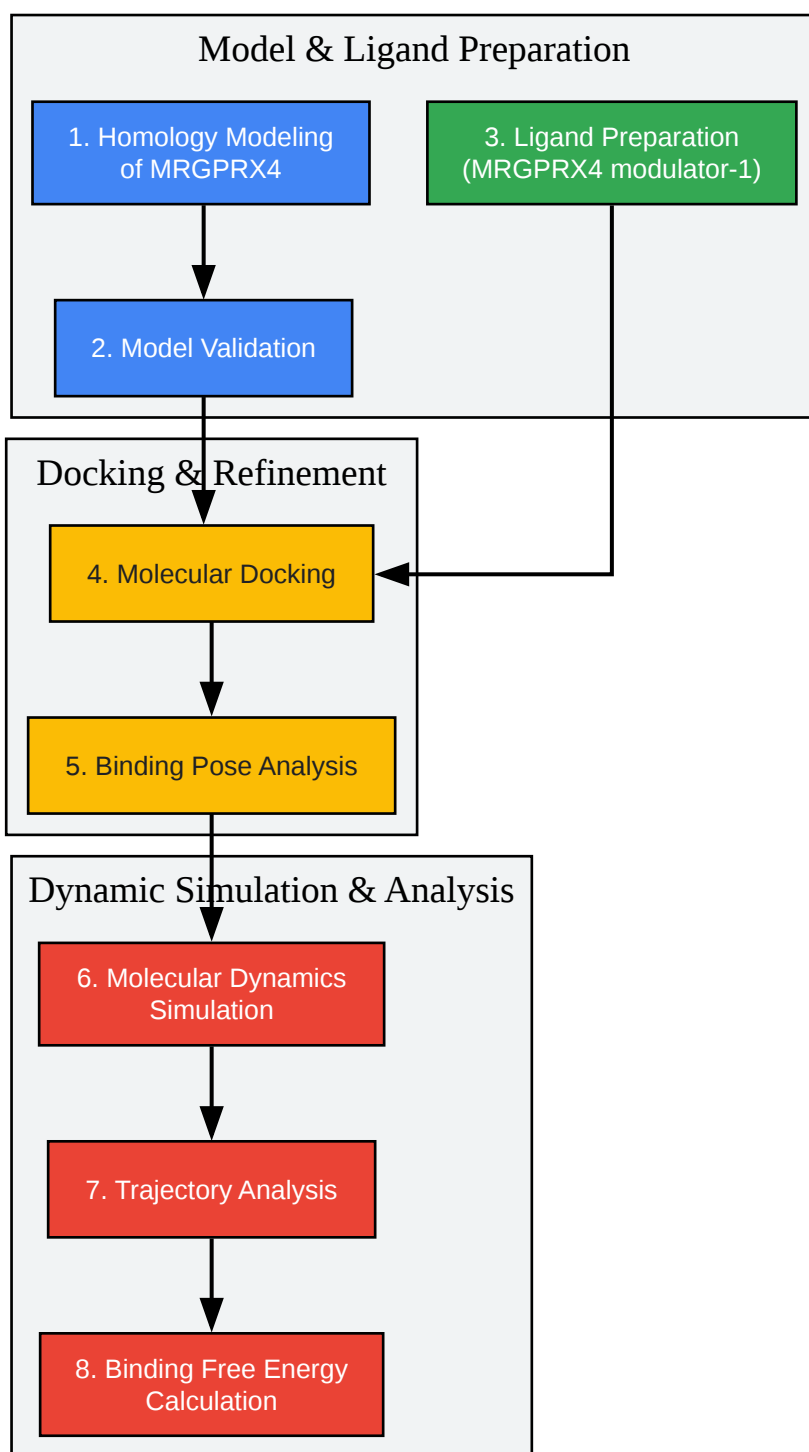 Model & Ligand Preparation
1. Homology Modeling
of MRGPRX4
3. Ligand Preparation
(MRGPRX4 modulator-1)
2. Model Validation
Docking & Refinement
4. Molecular Docking
5. Binding Pose Analysis
Dynamic Simulation & Analysis
6. Molecular Dynamics
Simulation
7. Trajectory Analysis
8. Binding Free Energy
Calculation